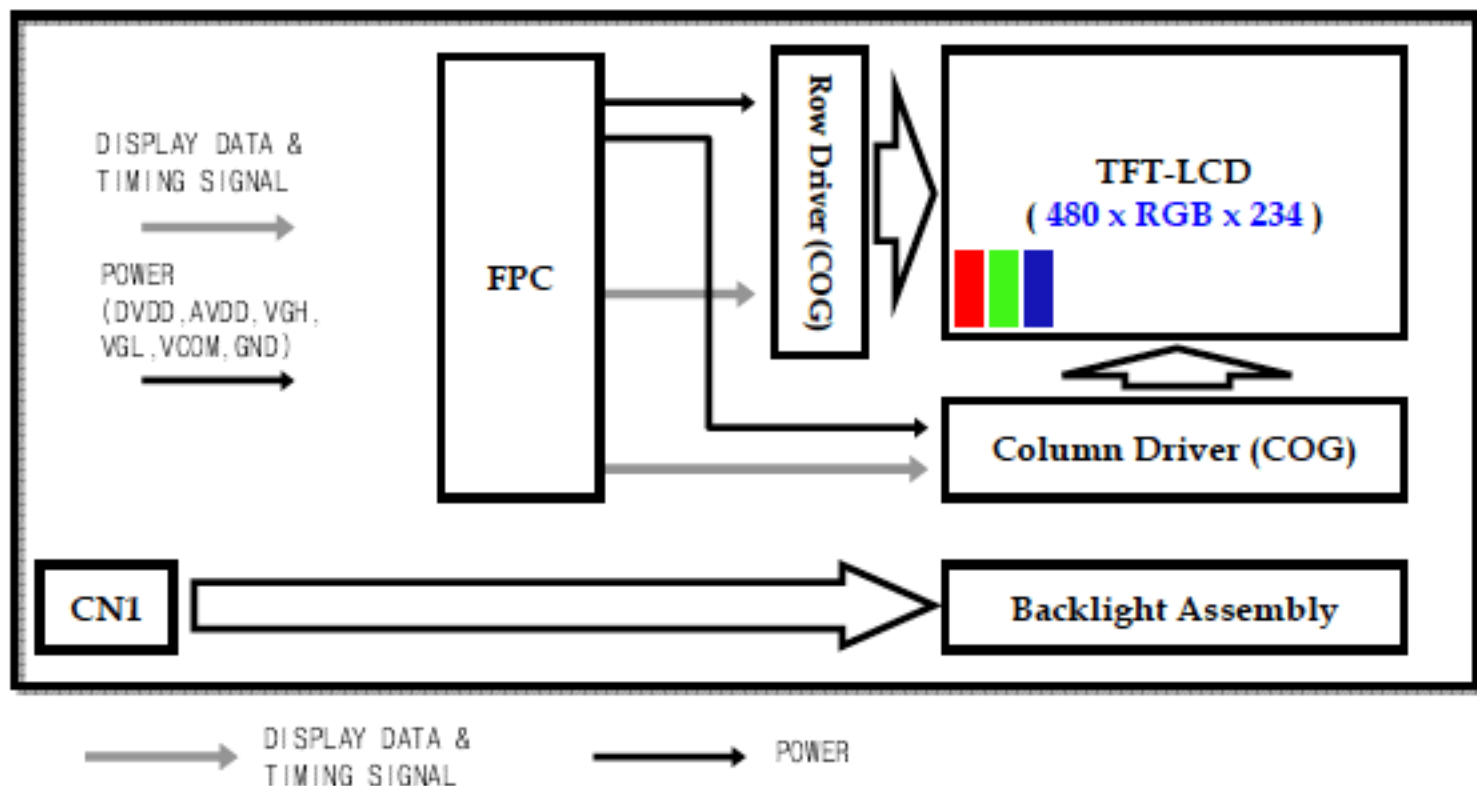 DISPLAY DATA &
TIMING SIGNAL
POWER
(DVDD,AVDD,VGH,
VGL,VCOM,GND)
FPC
Row Driver (COG)
TFT-LCD
( 480 x RGB x 234 )
Column Driver (COG)
CN1
Backlight Assembly
DISPLAY DATA &
TIMING SIGNAL
POWER